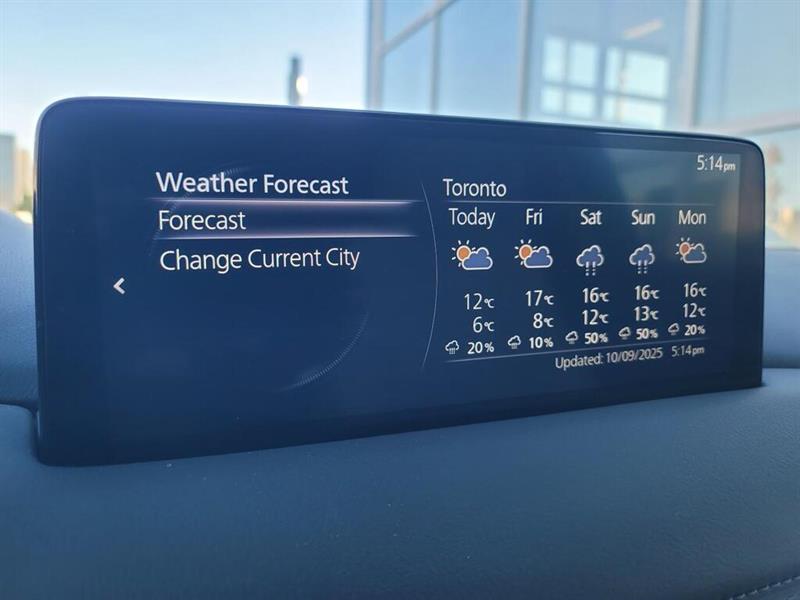 5:14pm
Weather Forecast
Forecast
Change Current City
Toronto
Today Fri Sat Sun Mon
12°C 17°C 16°C 16°C 16°C
6°C 8°C 12°C 13°C 12°C
20% 10% 50% 50% 20%
Updated: 10/09/2025 5:14pm